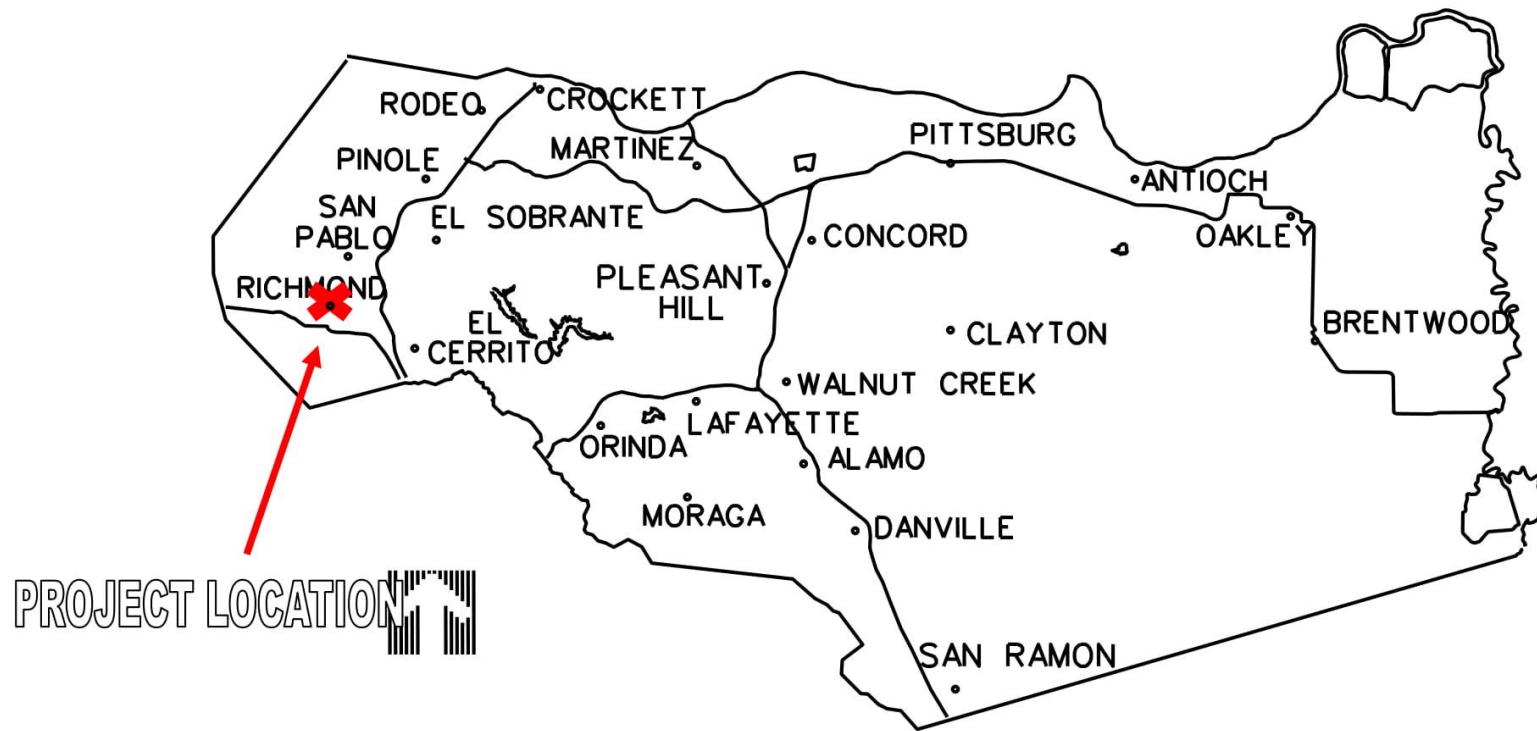 CROCKETT
RODEO
PITTSBURG
MARTINEZ
PINOLE
ANTIOCH
SAN
PABLO
EL SOBRANTE
OAKLEY
CONCORD
RICHMOND
PLEASANT
HILL
EL
CERRITO
CLAYTON
BRENTWOOD
WALNUT CREEK
LAFAYETTE
ORINDA
ALAMO
MORAGA
DANVILLE
PROJECT LOCATION
SAN RAMON